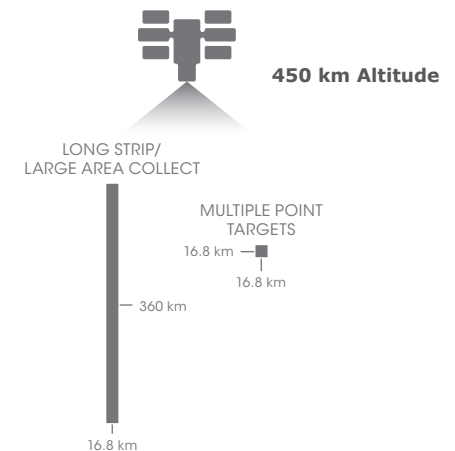 450 km Altitude
LONG STRIP/
LARGE AREA COLLECT
MULTIPLE POINT
TARGETS
16.8 km
16.8 km
360 km
16.8 km